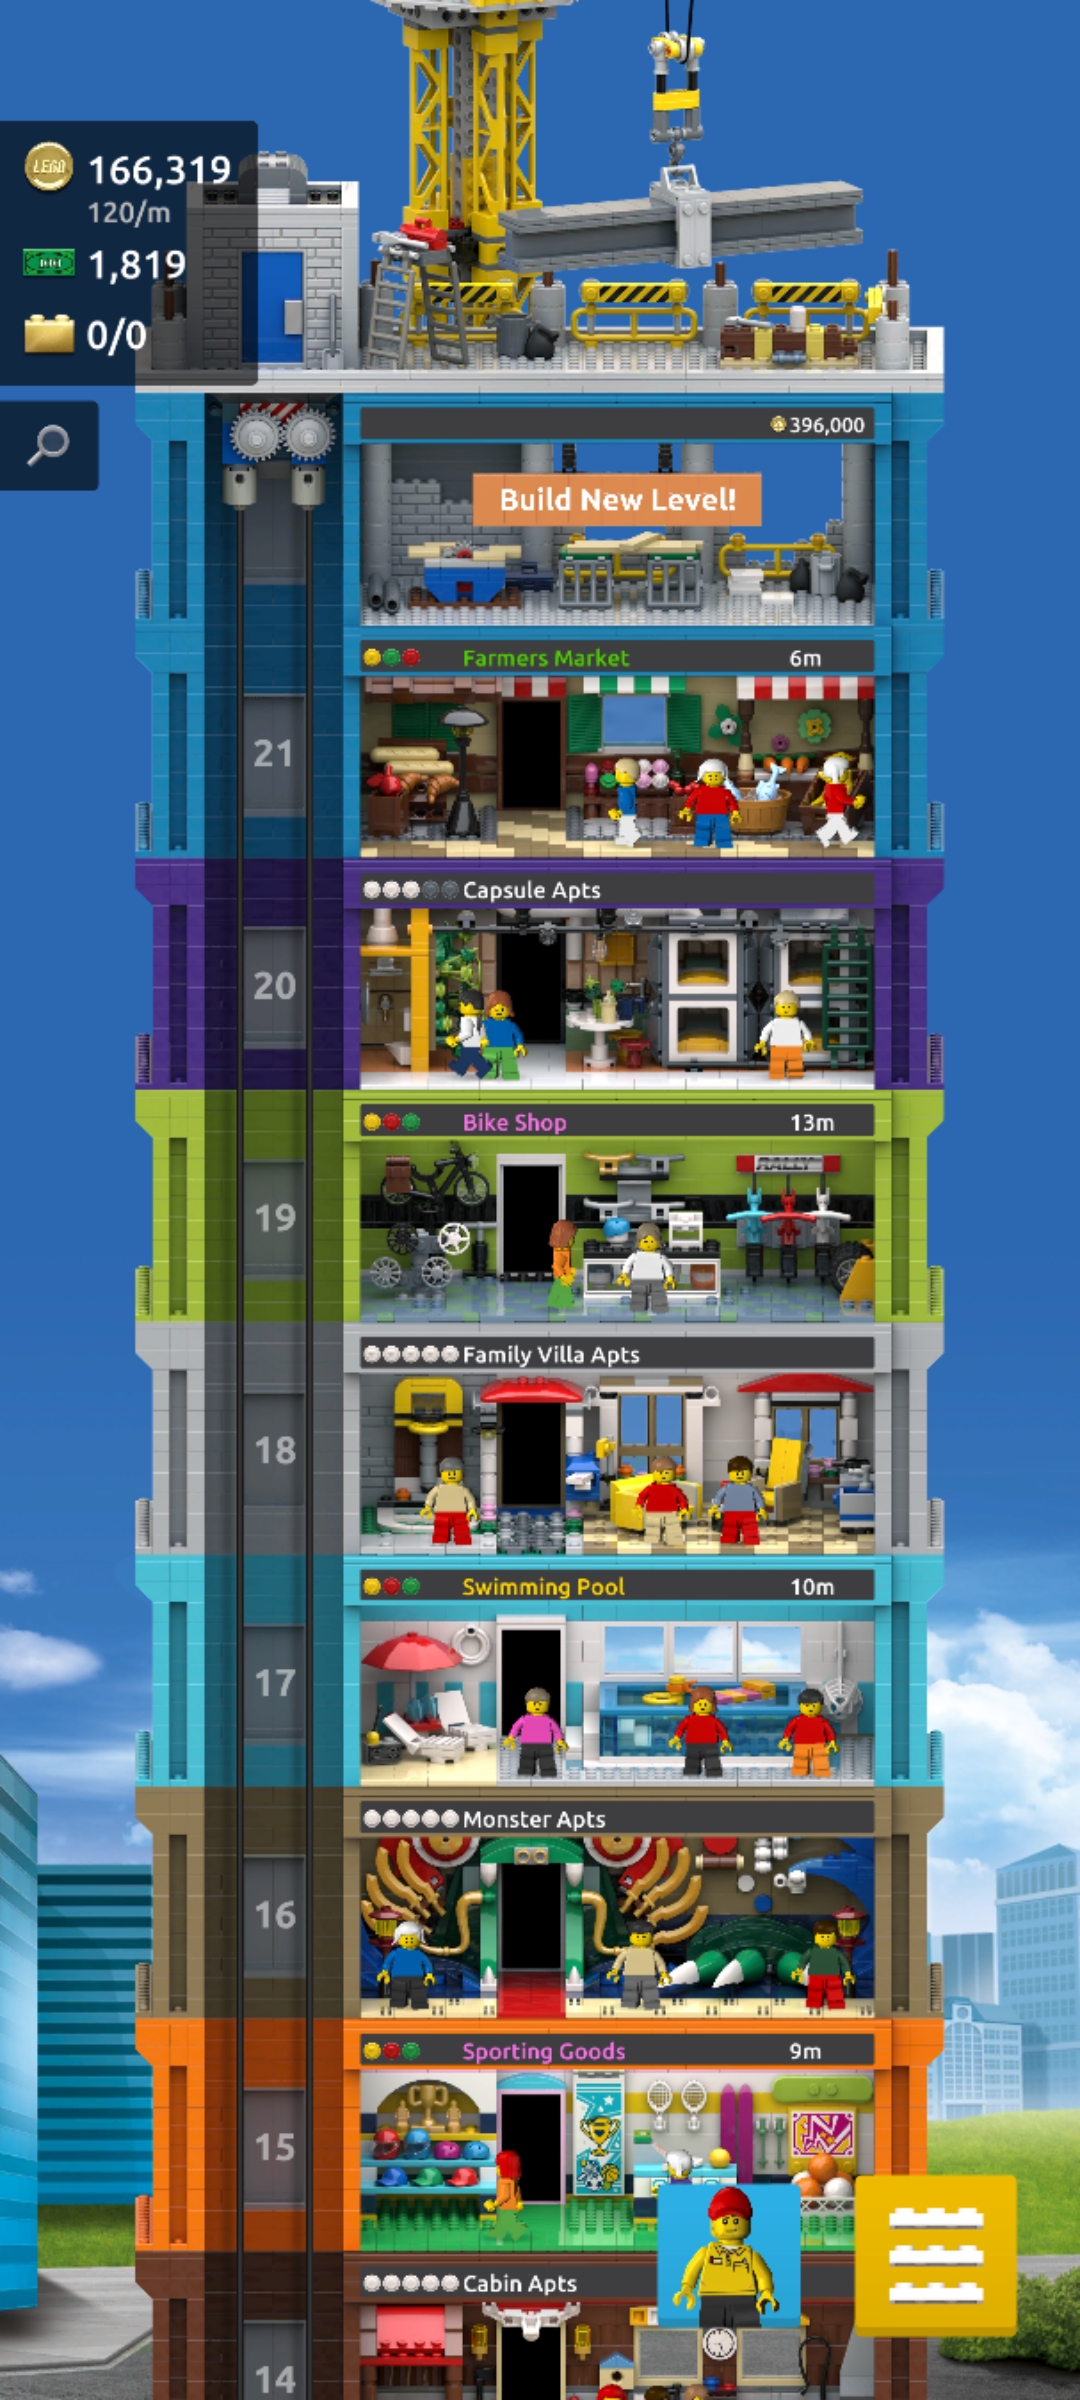 LEGO 166,319
120/m
1,819
0/0
396,000
Build New Level!
Farmers Market 6m
21
Capsule Apts
20
Bike Shop 13m
RALLY
19
Family Villa Apts
18
Swimming Pool 10m
17
Monster Apts
16
Sporting Goods 9m
15
Cabin Apts
14